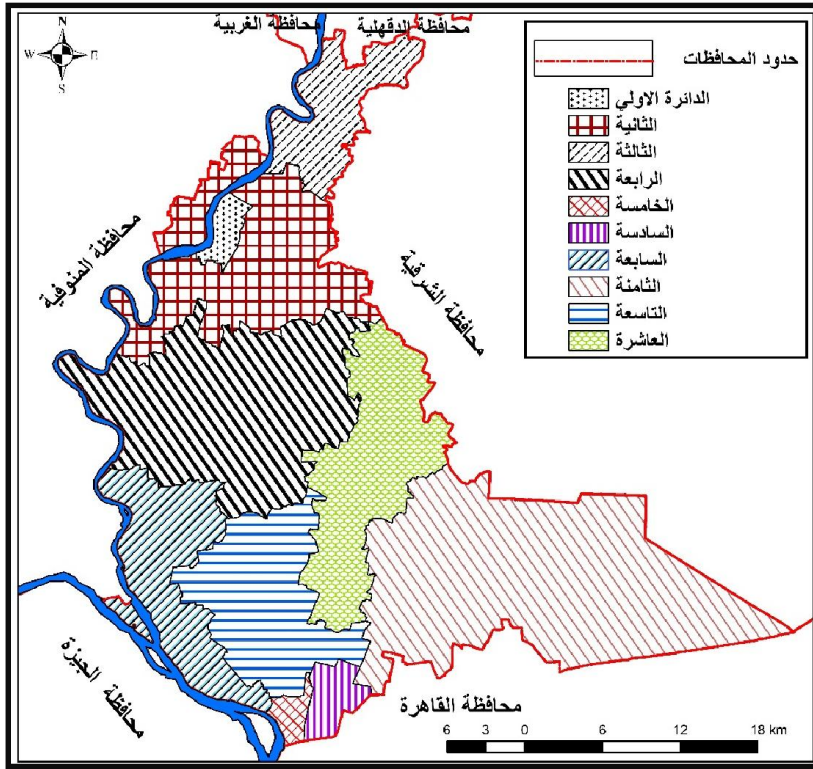 محافظة الغربية
محافظة الدقهلية
N
W
E
S
حدود المحافظات
الدائرة الاولي
الثانية
الثالثة
الرابعة
الخامسة
السادسة
السابعة
الثامنة
التاسعة
العاشرة
محافظة المنوفية
محافظة الشرقية
محافظة الجيزة
محافظة القاهرة
6 3 0 6 12 18 km